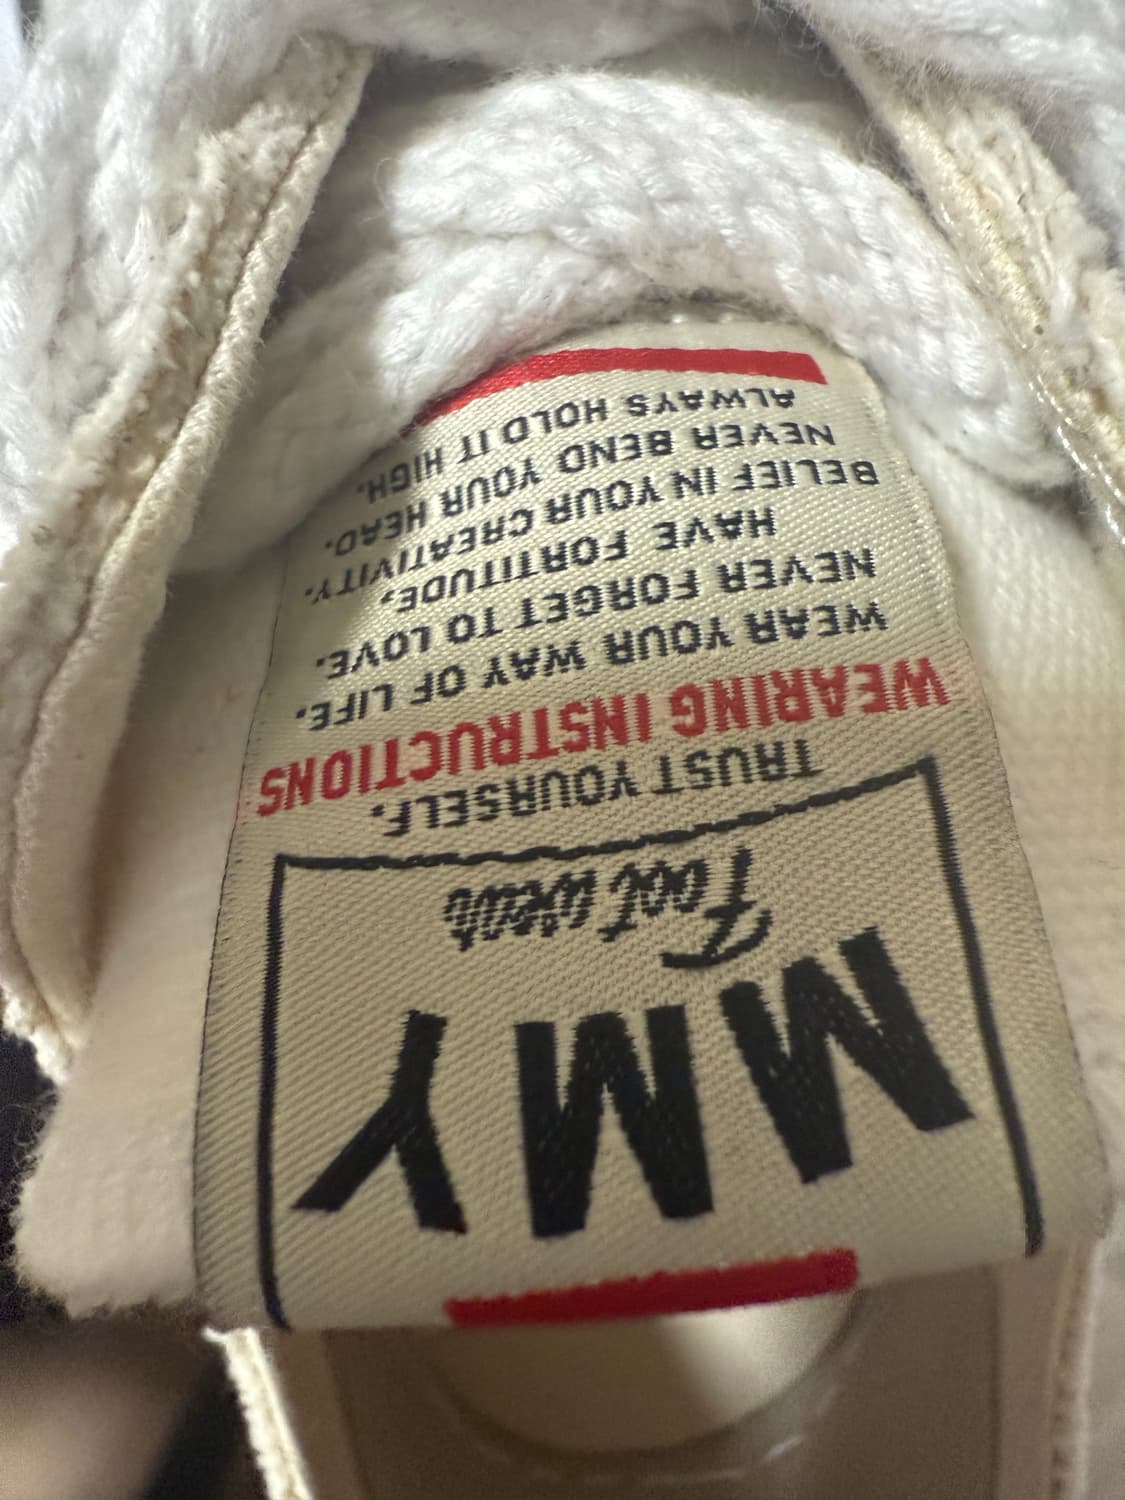 MMY
Foot wear
TRUST YOURSELF.
WEARING INSTRUCTIONS
WEAR YOUR WAY OF LIFE.
NEVER FORGET TO LOVE.
HAVE FORTITUDE,
BELIEF IN YOUR CREATIVITY.
NEVER BEND YOUR HEAD.
ALWAYS HOLD IT HIGH.